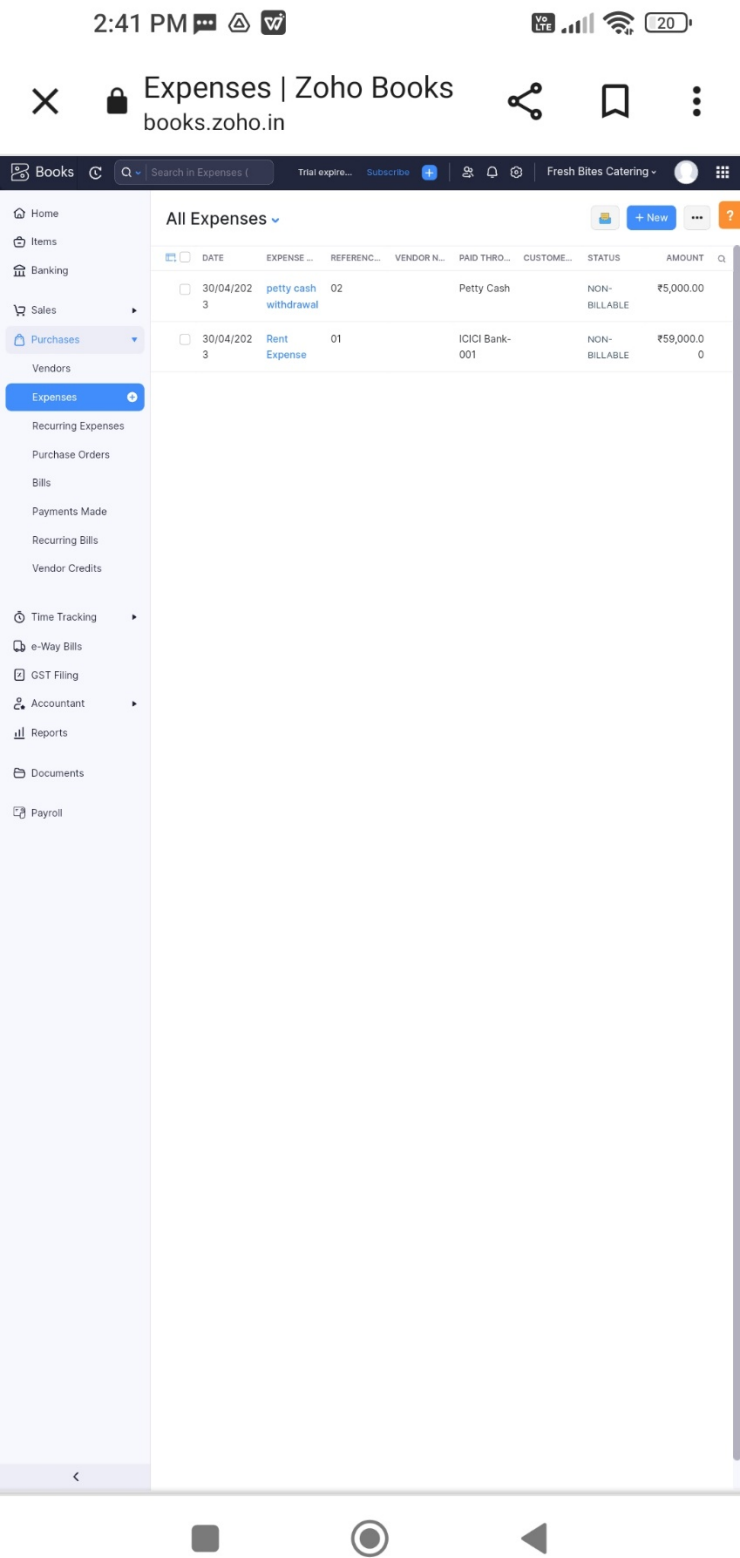 2:41 PM
Vo LTE
20
Expenses | Zoho Books
books.zoho.in
Books
Search in Expenses (
Trial expire... Subscribe
Fresh Bites Catering
Home
Items
Banking
Sales
Purchases
Vendors
Expenses
Recurring Expenses
Purchase Orders
Bills
Payments Made
Recurring Bills
Vendor Credits
Time Tracking
e-Way Bills
GST Filing
Accountant
Reports
Documents
Payroll
All Expenses
+ New
?
DATE EXPENSE ... REFERENC... VENDOR N... PAID THRO... CUSTOME... STATUS AMOUNT
30/04/202 petty cash 02 Petty Cash NON- ₹5,000.00
3 withdrawal BILLABLE
30/04/202 Rent 01 ICICI Bank- NON- ₹59,000.0
3 Expense 001 BILLABLE 0